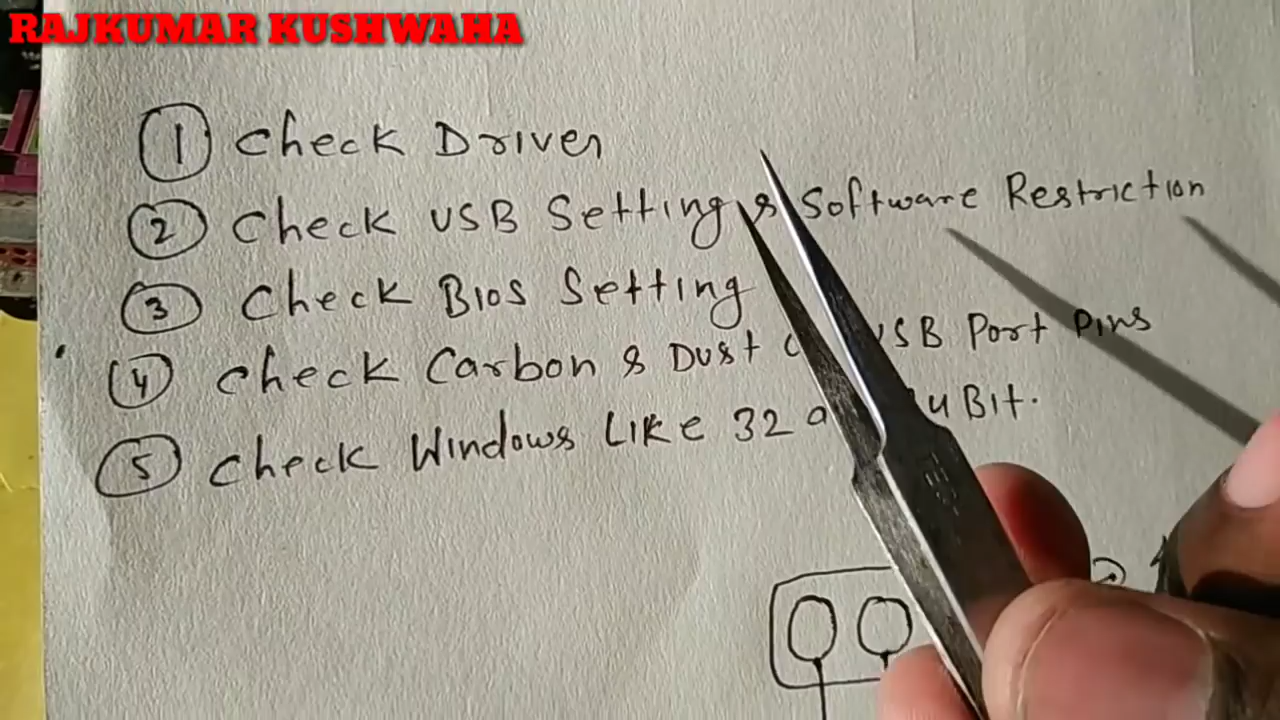 RAJKUMAR KUSHWAHA
1 Check Driver
2 Check USB Setting & Software Restriction
3 Check Bios Setting
4 Check Carbon & Dust USB Port Pins
5 Check Windows Like 32 Bit.